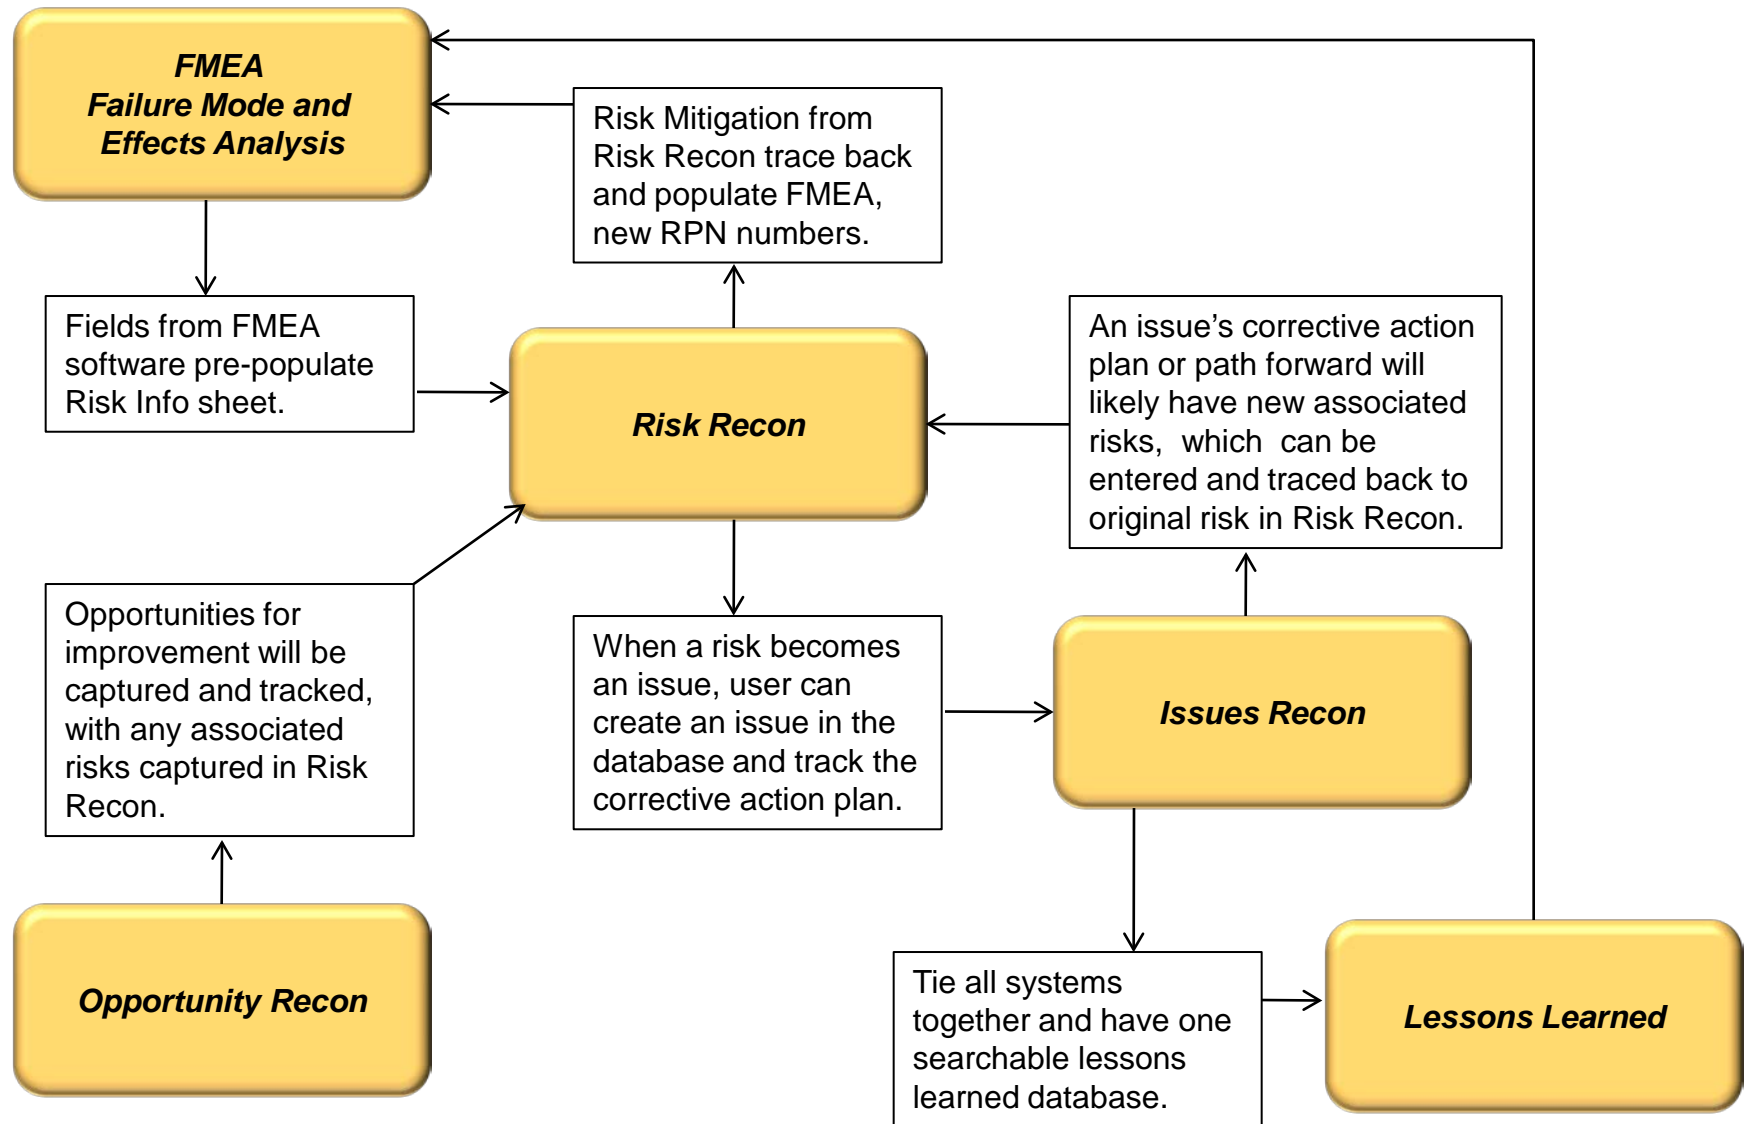 FMEA
Failure Mode and
Effects Analysis
Risk Mitigation from
Risk Recon trace back
and populate FMEA,
new RPN numbers.
Fields from FMEA
software pre-populate
Risk Info sheet.
Risk Recon
An issue’s corrective action
plan or path forward will
likely have new associated
risks, which can be
entered and traced back to
original risk in Risk Recon.
Opportunities for
improvement will be
captured and tracked,
with any associated
risks captured in Risk
Recon.
When a risk becomes
an issue, user can
create an issue in the
database and track the
corrective action plan.
Issues Recon
Opportunity Recon
Tie all systems
together and have one
searchable lessons
learned database.
Lessons Learned